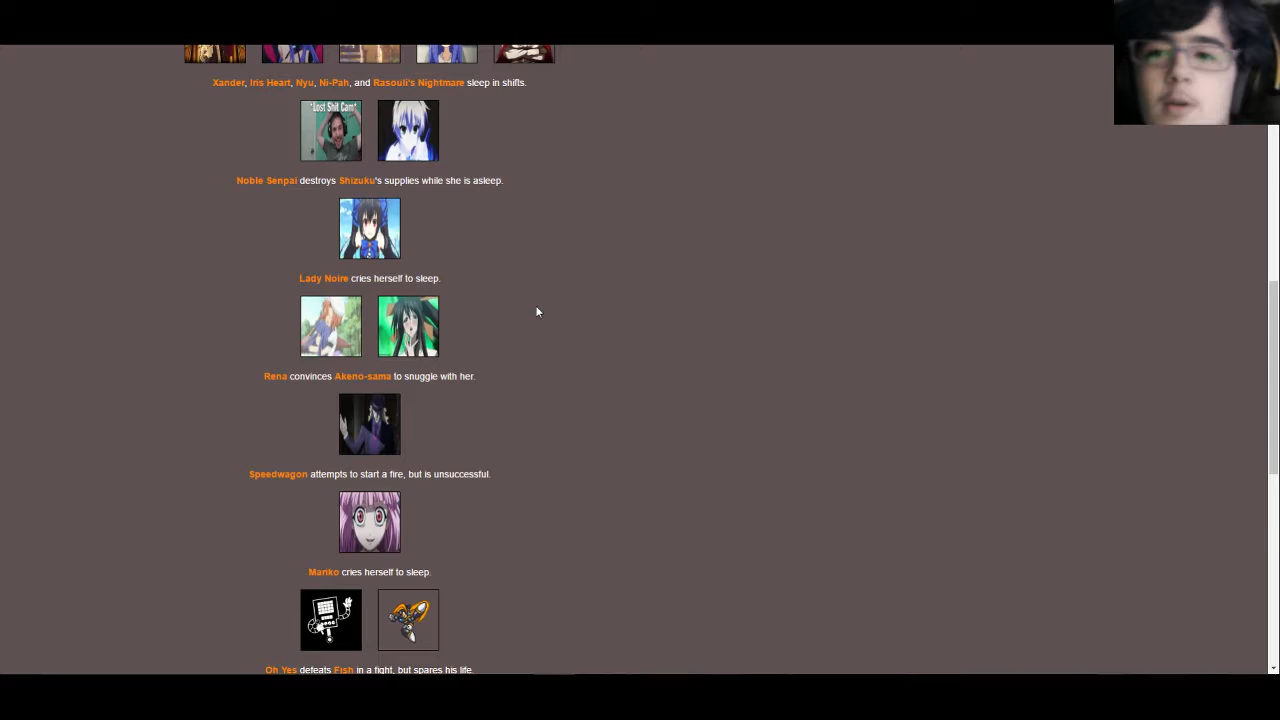 Xander, Iris Heart, Nyu, Ni-Pah, and Rasouli's Nightmare sleep in shifts.
*Lost Shit Cam*
Noble Senpai destroys Shizuku's supplies while she is asleep.
Lady Noire cries herself to sleep.
Rena convinces Akeno-sama to snuggle with her.
Speedwagon attempts to start a fire, but is unsuccessful.
Mariko cries herself to sleep.
Oh Yes defeats Fish in a fight, but spares his life.